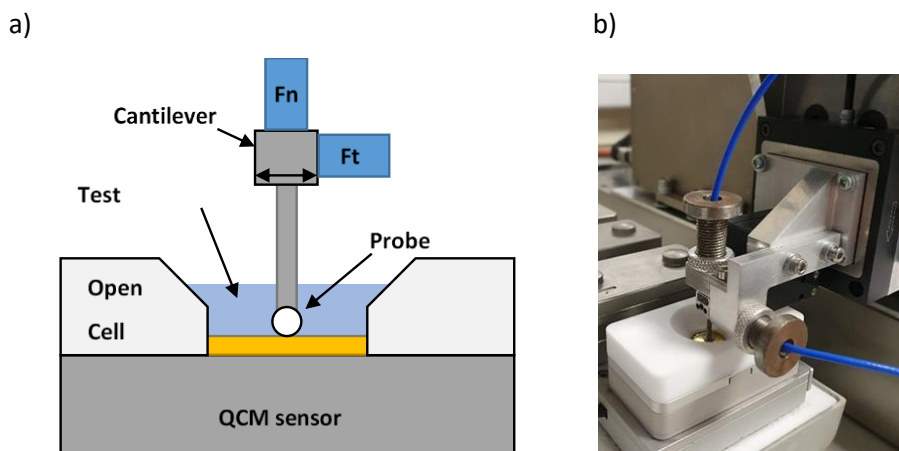 a)
b)
Fn
Cantilever
Ft
Test
Probe
Open
Cell
QCM sensor